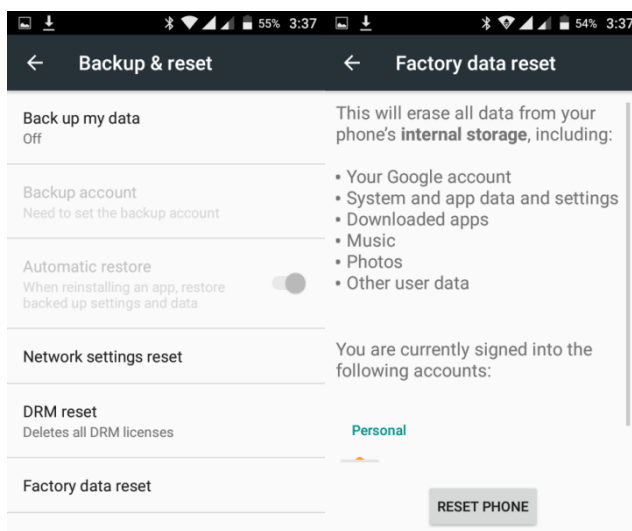 55% 3:37
Backup & reset
Back up my data
Off
Backup account
Need to set the backup account
Automatic restore
When reinstalling an app, restore
backed up settings and data
Network settings reset
DRM reset
Deletes all DRM licenses
Factory data reset
54% 3:37
Factory data reset
This will erase all data from your
phone's internal storage, including:
• Your Google account
• System and app data and settings
• Downloaded apps
• Music
• Photos
• Other user data
You are currently signed into the
following accounts:
Personal
RESET PHONE